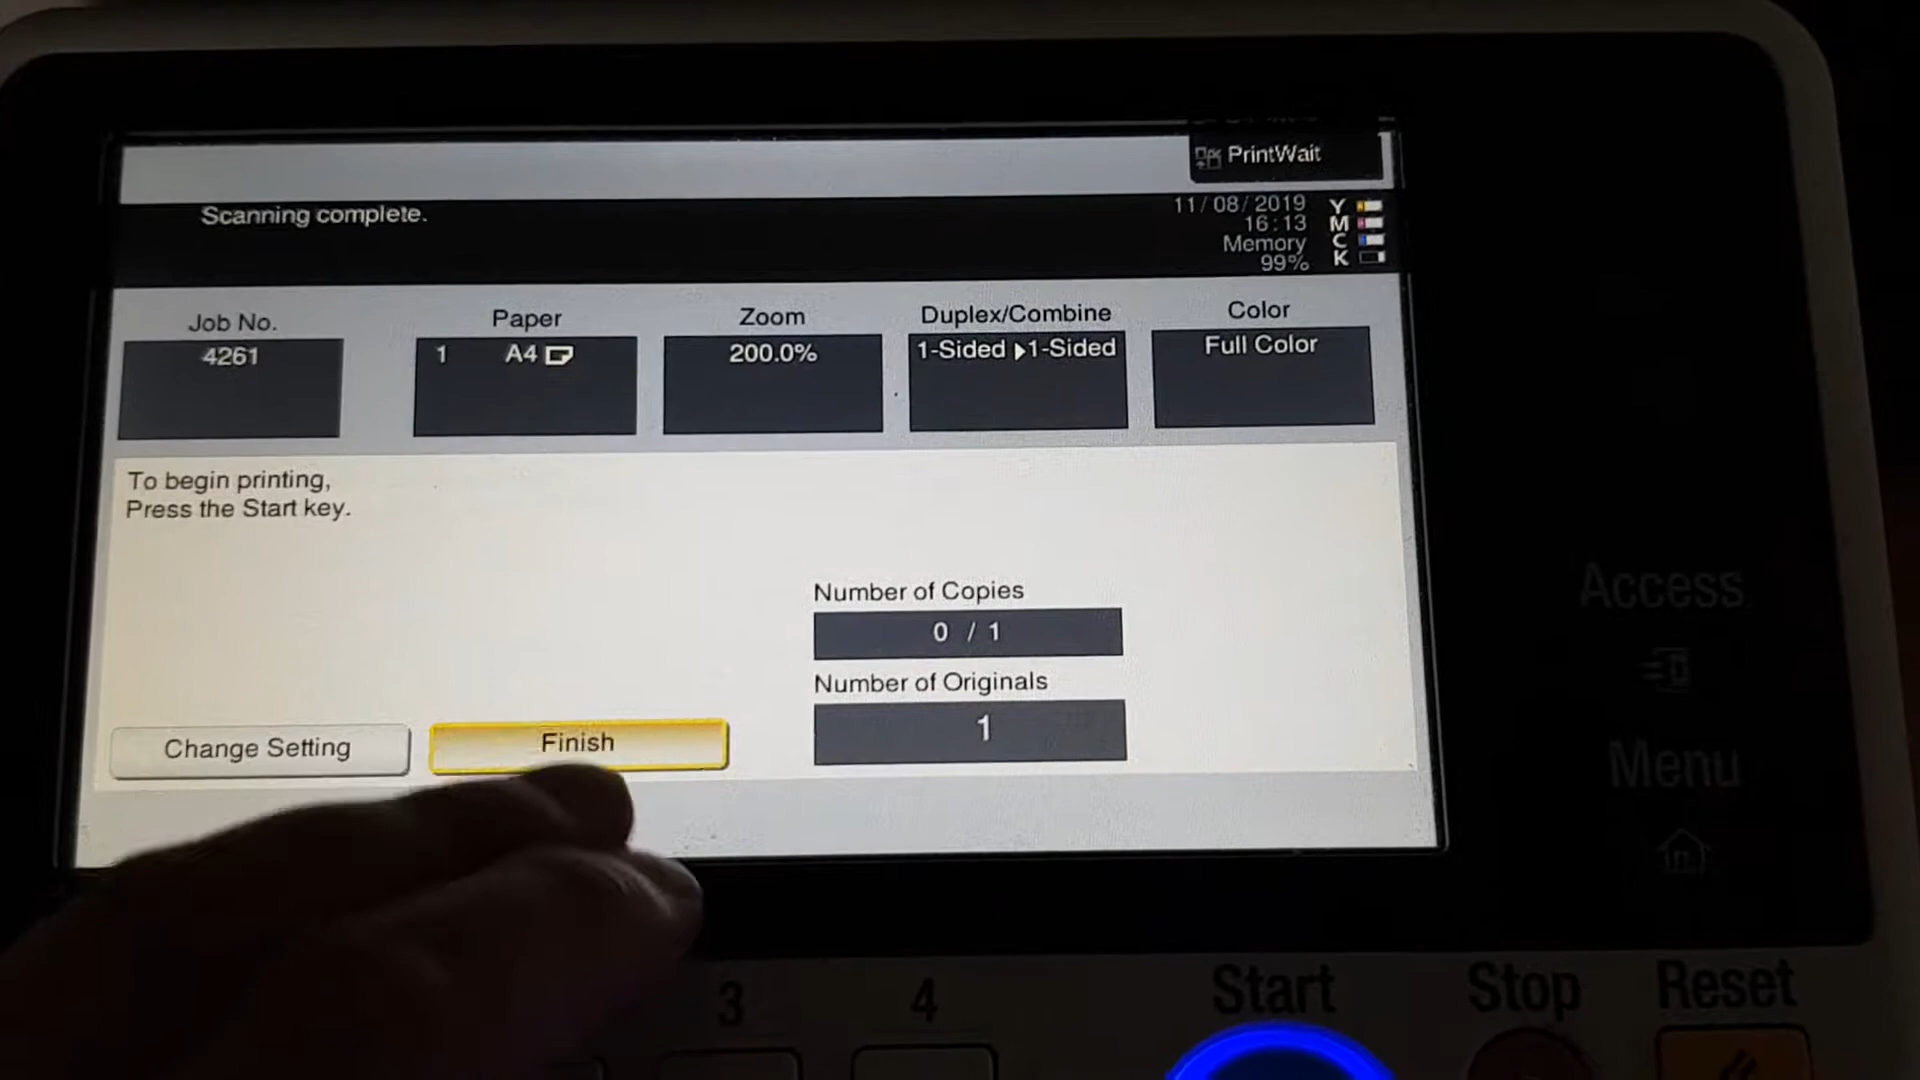 PrintWait
Scanning complete.
11/08/2019
16:13
Memory
99%
Y
M
C
K
Job No.
4261
Paper
1 A4
Zoom
200.0%
Duplex/Combine
1-Sided ▶1-Sided
Color
Full Color
To begin printing,
Press the Start key.
Number of Copies
0 / 1
Number of Originals
1
Change Setting
Finish
Access
Menu
3
4
Start
Stop
Reset